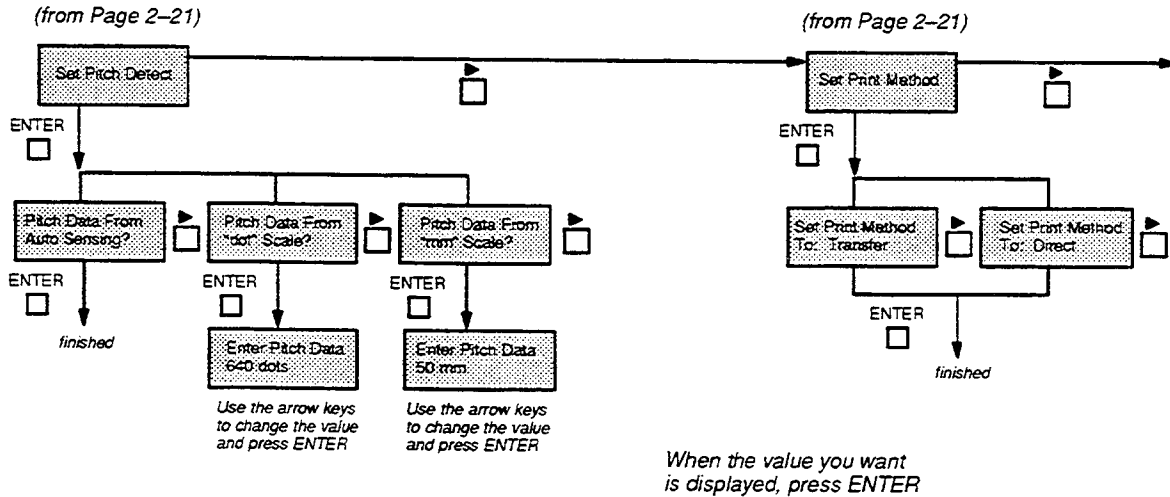 (from Page 2–21)
(from Page 2–21)
Set Pitch Detect
Set Print Method
ENTER
ENTER
Pitch Data From
Auto Sensing?
Pitch Data From
"dot" Scale?
Pitch Data From
"mm" Scale?
Set Print Method
To: Transfer
Set Print Method
To: Direct
ENTER
ENTER
ENTER
ENTER
finished
Enter Pitch Data
640 dots
Enter Pitch Data
50 mm
finished
Use the arrow keys
to change the value
and press ENTER
Use the arrow keys
to change the value
and press ENTER
When the value you want
is displayed, press ENTER